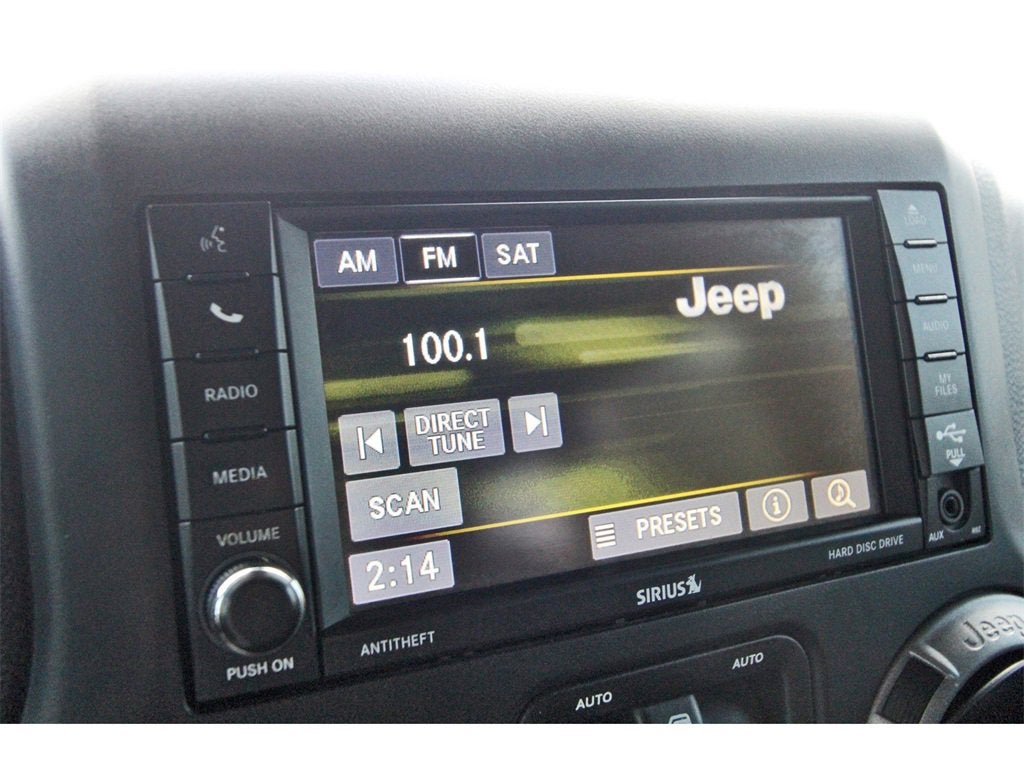 AM FM SAT
Jeep
100.1
DIRECT
TUNE
SCAN
PRESETS
2:14
RADIO
MEDIA
VOLUME
PUSH ON
LOAD
MENU
AUDIO
MY
FILES
PULL
AUX
HARD DISC DRIVE
SIRIUS
ANTITHEFT
AUTO
AUTO
Jeep